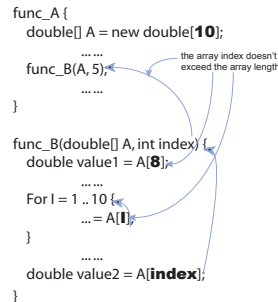 func_A {
double[] A = new double[10];
... ...
func_B(A, 5);
the array index doesn't
exceed the array length
... ...
}
func_B(double[] A, int index) {
double value1 = A[8];
... ...
For I = 1 .. 10 {
... = A[I];
}
... ...
double value2 = A[index];
}